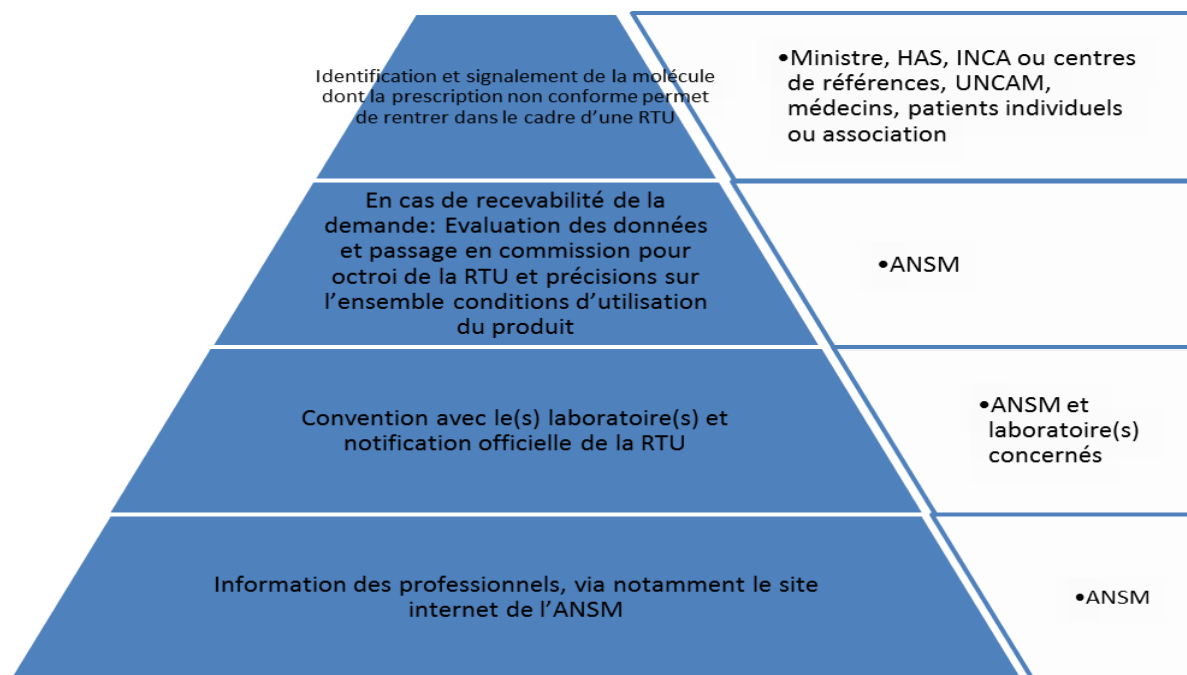 Identification et signalement de la molécule
dont la prescription non conforme permet
de rentrer dans le cadre d’une RTU
•Ministre, HAS, INCA ou centres
de références, UNCAM,
médecins, patients individuels
ou association
En cas de recevabilité de la
demande: Evaluation des données
et passage en commission pour
octroi de la RTU et précisions sur
l’ensemble conditions d’utilisation
du produit
•ANSM
Convention avec le(s) laboratoire(s) et
notification officielle de la RTU
•ANSM et
laboratoire(s)
concernés
Information des professionnels, via notamment le site
internet de l’ANSM
•ANSM